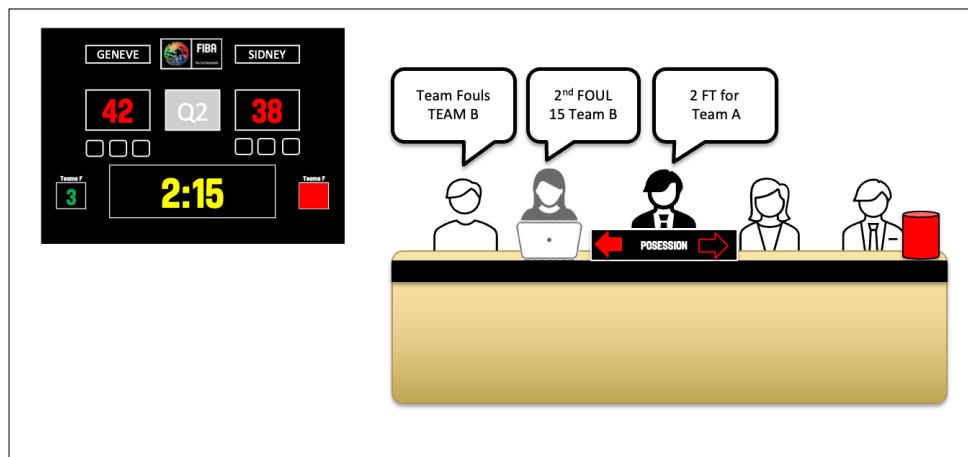 GENEVE
FIBA
SIDNEY
42
Q2
38
Teams F
3
2:15
Teams F
Team Fouls
TEAM B
2nd FOUL
15 Team B
2 FT for
Team A
POSESSION